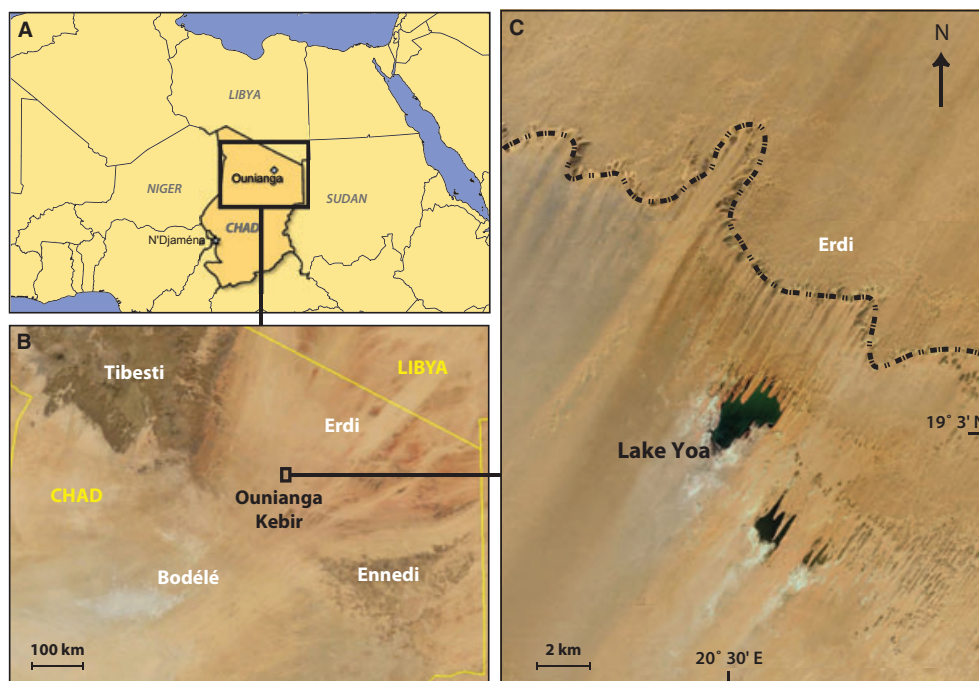 A
LIBYA
NIGER
Ounianga
SUDAN
CHAD
N'Djaména
B
Tibesti
LIBYA
Erdi
CHAD
Ounianga
Kebir
Bodélé
Ennedi
100 km
C
N
Erdi
19° 3' N
Lake Yoa
2 km
20° 30' E